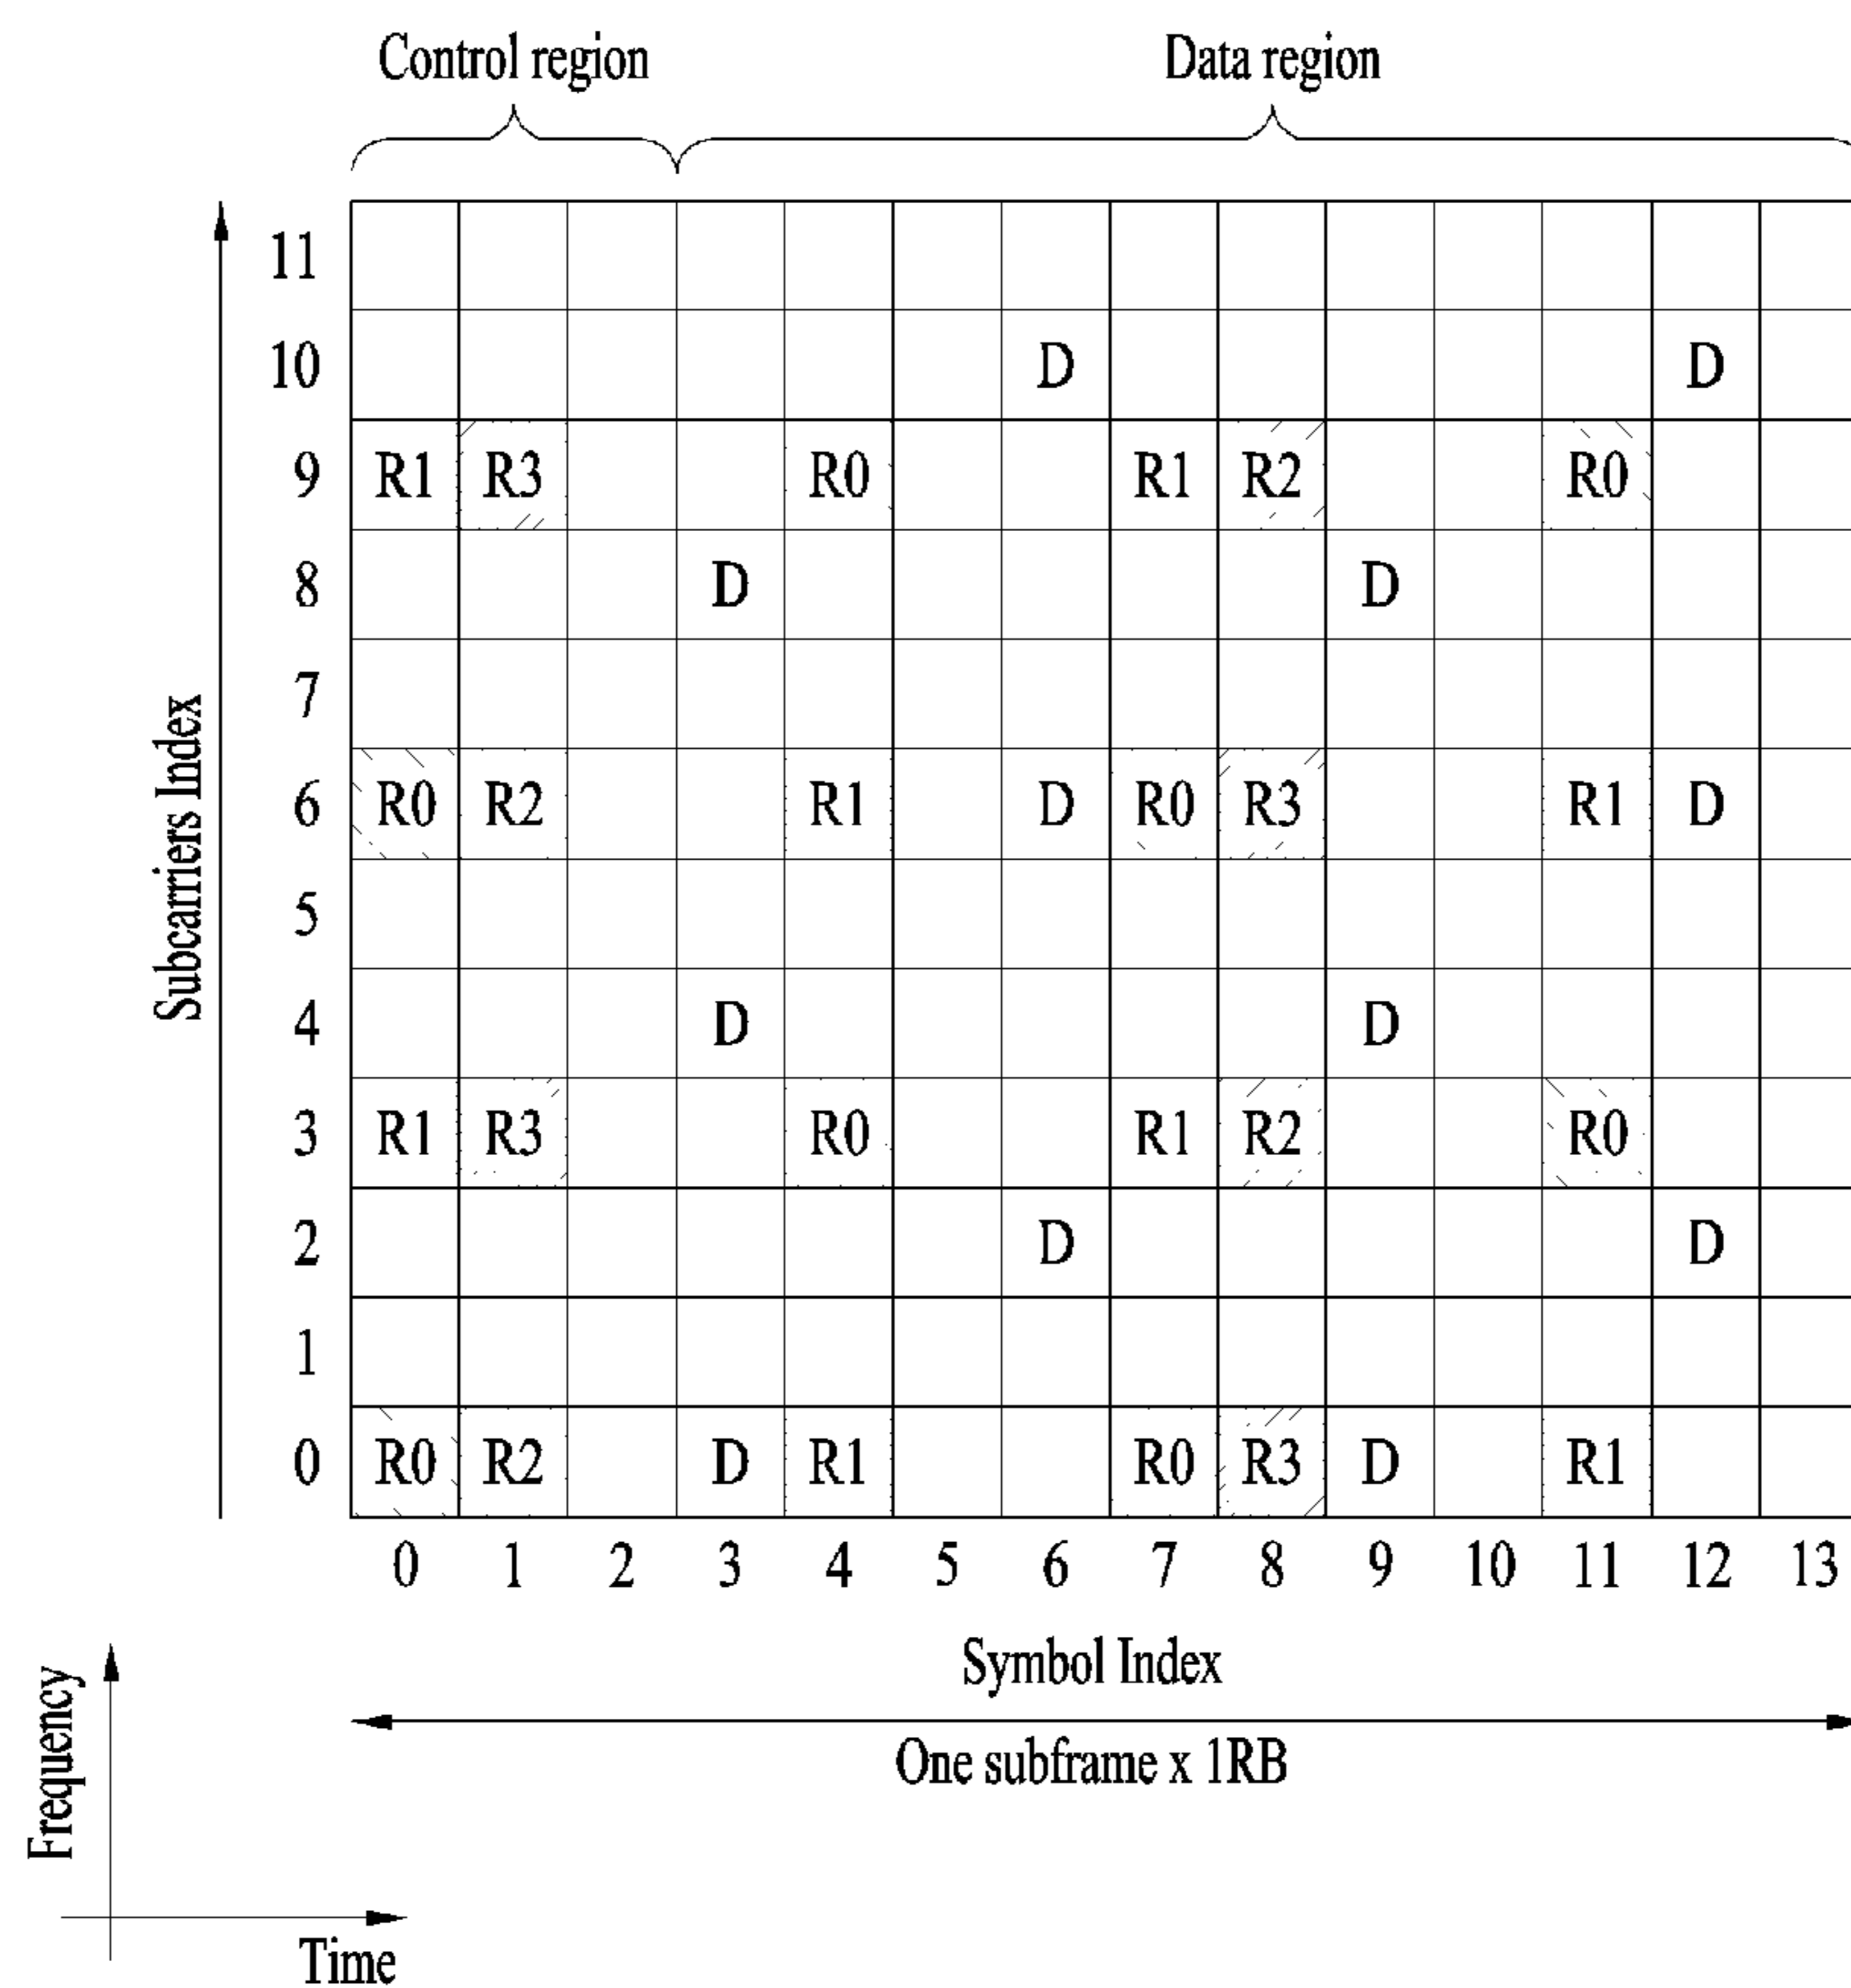 Control region Data region
11
10 D D
9 R1 R3 R0 R1 R2 R0
8 D D
7
6 R0 R2 R1 D R0 R3 R1 D
5
4 D D
3 R1 R3 R0 R1 R2 R0
2 D D
1
0 R0 R2 D R1 R0 R3 D R1
0 1 2 3 4 5 6 7 8 9 10 11 12 13
Subcarriers Index
Symbol Index
One subframe x 1RB
Frequency
Time